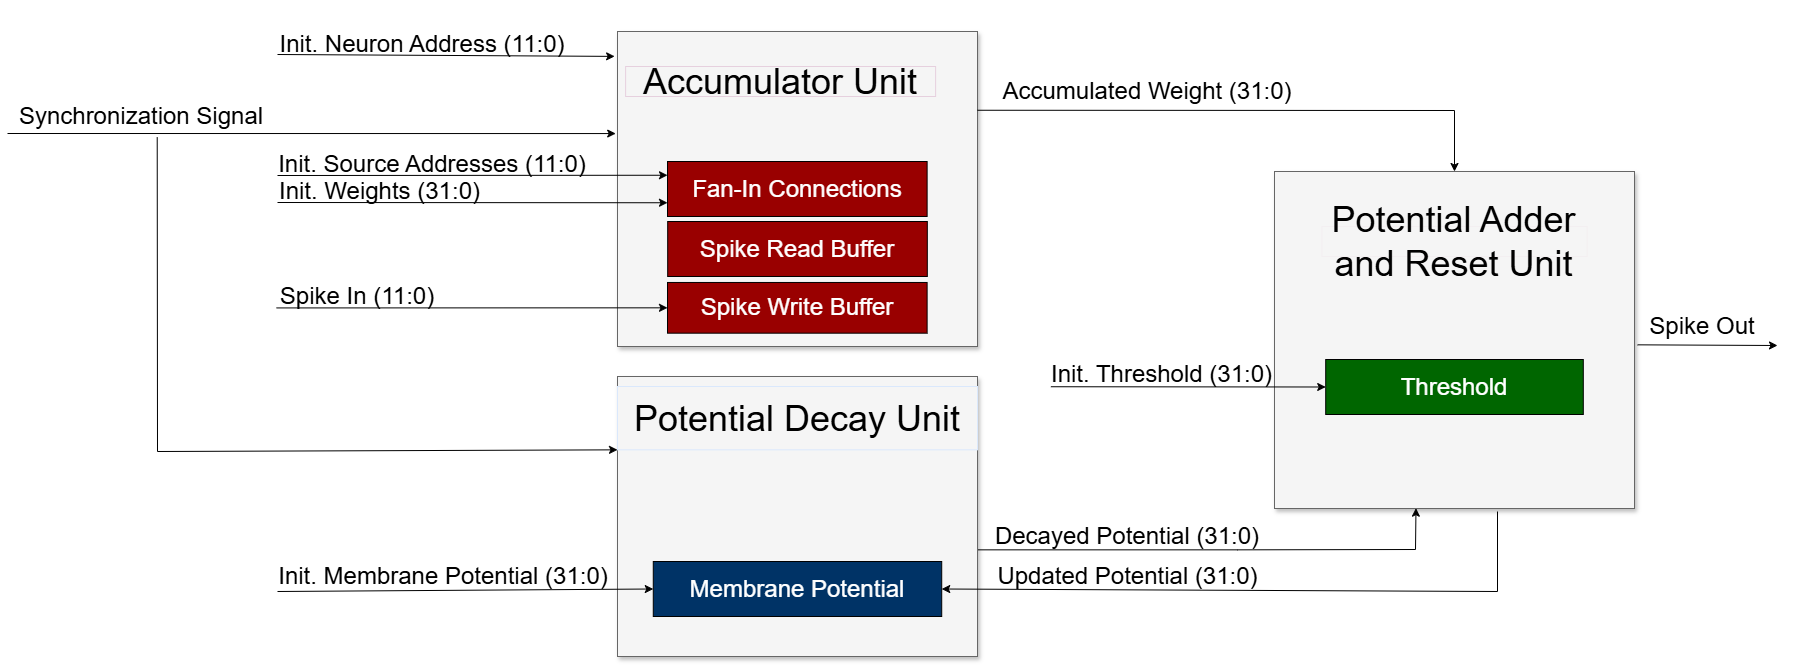 Init. Neuron Address (11:0)
Accumulator Unit
Accumulated Weight (31:0)
Synchronization Signal
Init. Source Addresses (11:0)
Init. Weights (31:0)
Fan-In Connections
Spike Read Buffer
Spike In (11:0)
Spike Write Buffer
Potential Adder
and Reset Unit
Spike Out
Init. Threshold (31:0)
Threshold
Potential Decay Unit
Decayed Potential (31:0)
Init. Membrane Potential (31:0)
Membrane Potential
Updated Potential (31:0)